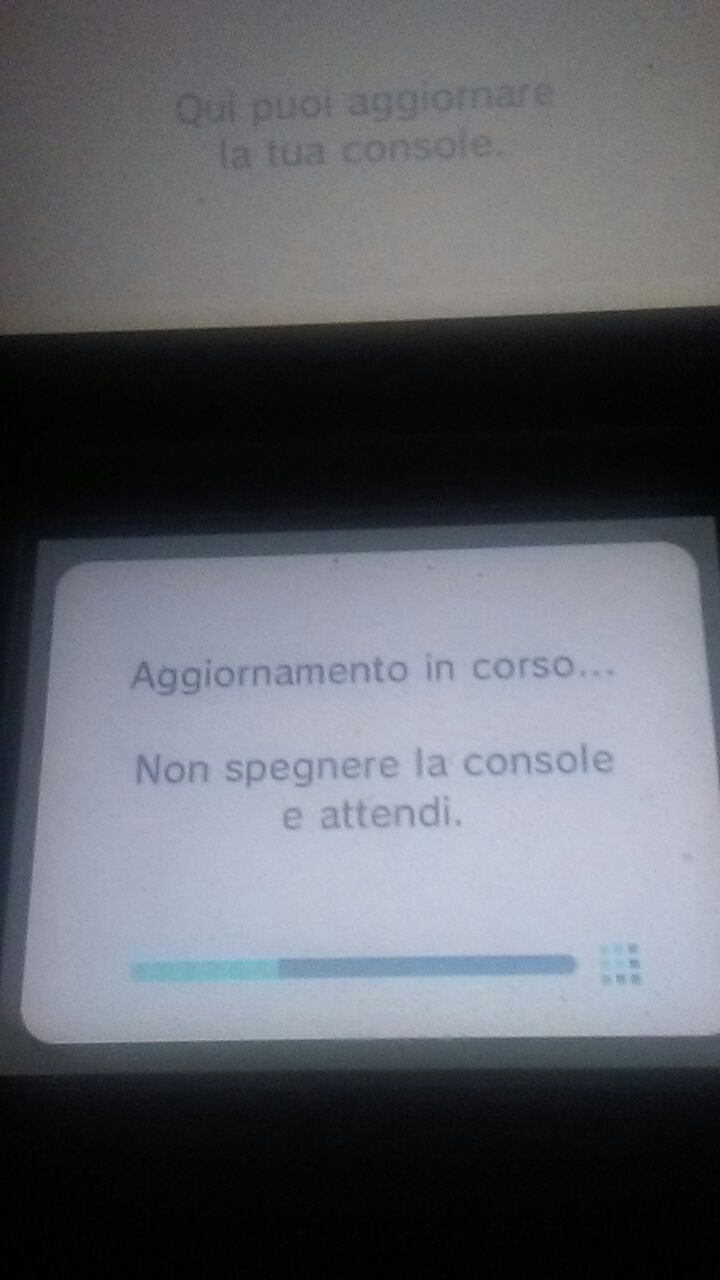 Qui puoi aggiornare
la tua console.
Aggiornamento in corso...
Non spegnere la console
e attendi.